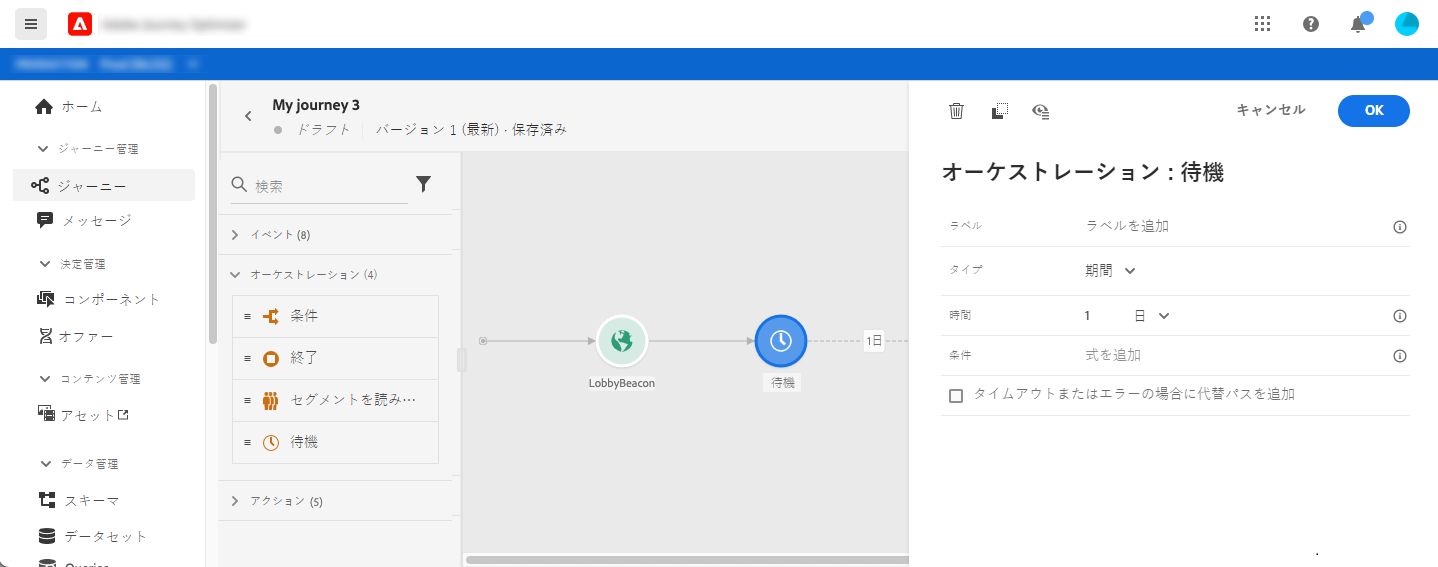 ホーム
ジャーニー管理
ジャーニー
メッセージ
決定管理
コンポーネント
オファー
コンテンツ管理
アセット
データ管理
スキーマ
データセット
My journey 3
ドラフト
バージョン 1 (最新) · 保存済み
検索
イベント (8)
オーケストレーション (4)
条件
終了
セグメントを読み…
待機
アクション (5)
LobbyBeacon
待機
1日
キャンセル
OK
オーケストレーション : 待機
ラベル ラベルを追加
タイプ 期間
時間 1 日
条件 式を追加
タイムアウトまたはエラーの場合に代替パスを追加